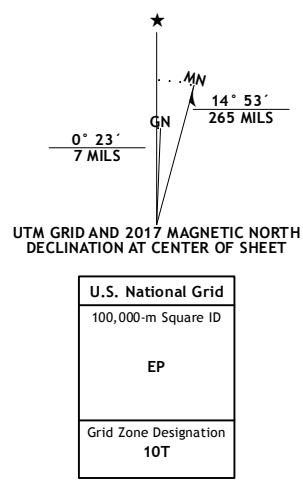 ★
MN
GN
14° 53´
265 MILS
0° 23´
7 MILS
UTM GRID AND 2017 MAGNETIC NORTH
DECLINATION AT CENTER OF SHEET
U.S. National Grid
100,000-m Square ID
EP
Grid Zone Designation
10T